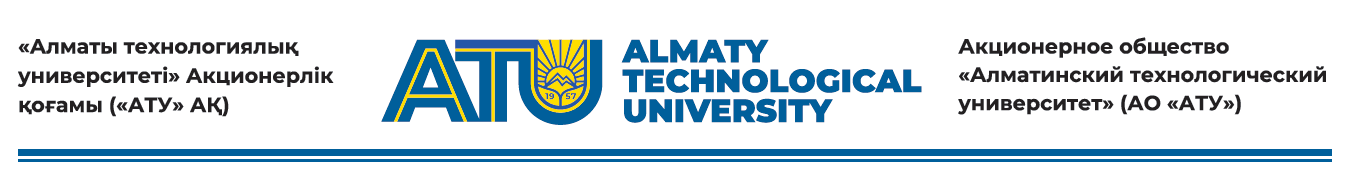 «Алматы технологиялық
университеті» Акционерлік
қоғамы («АТУ» АҚ)
ATU
19 57
ALMATY
TECHNOLOGICAL
UNIVERSITY
Акционерное общество
«Алматинский технологический
университет» (АО «АТУ»)